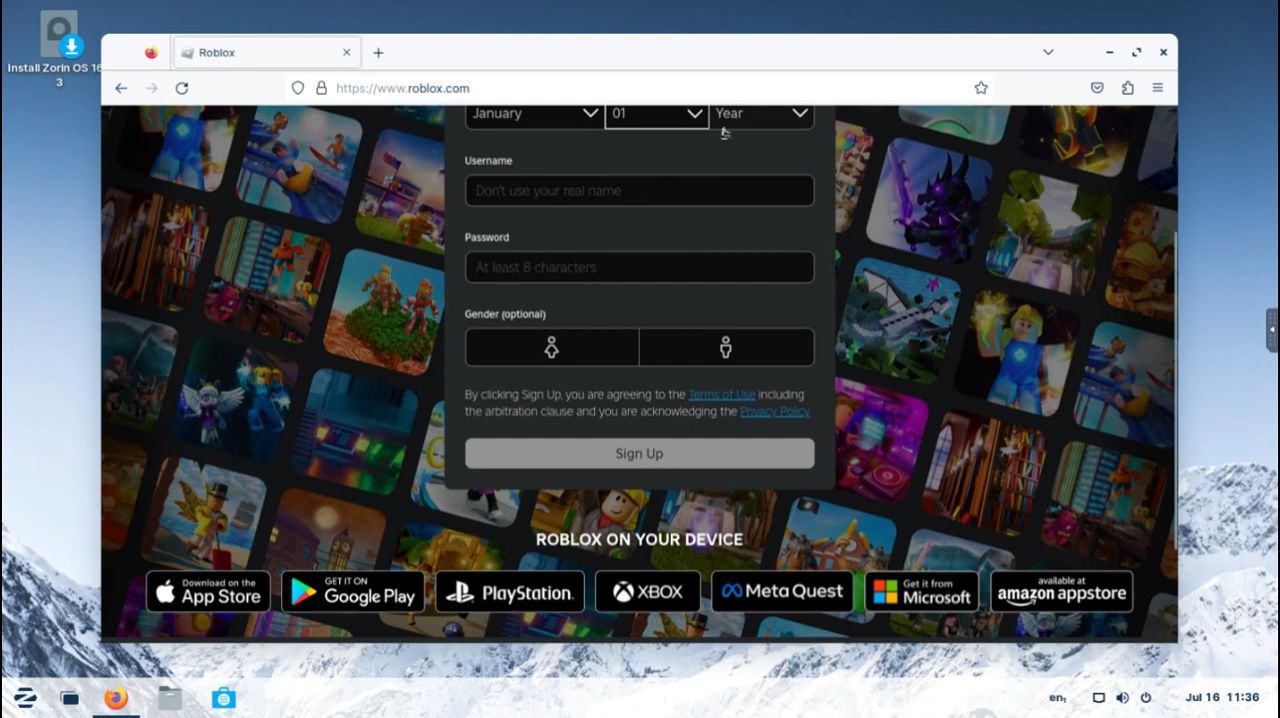 Install Zorin OS 16
3
Roblox
https://www.roblox.com
January
01
Year
Username
Don't use your real name
Password
At least 8 characters
Gender (optional)
By clicking Sign Up, you are agreeing to the Terms of Use including
the arbitration clause and you are acknowledging the Privacy Policy
Sign Up
ROBLOX ON YOUR DEVICE
Download on the
App Store
GET IT ON
Google Play
PlayStation.
XBOX
Meta Quest
Get it from
Microsoft
available at
amazon appstore
en₁
Jul 16 11:36